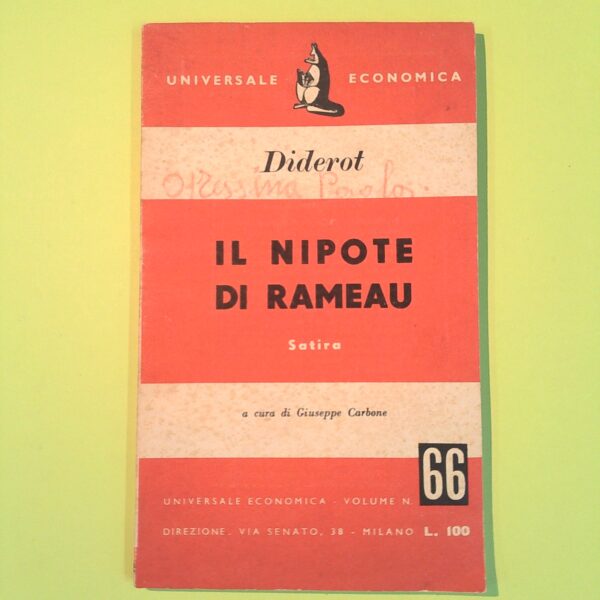 UNIVERSALE ECONOMICA
Diderot
IL NIPOTE
DI RAMEAU
Satira
a cura di Giuseppe Carbone
66
UNIVERSALE ECONOMICA - VOLUME N.
DIREZIONE: VIA SENATO, 38 - MILANO L. 100